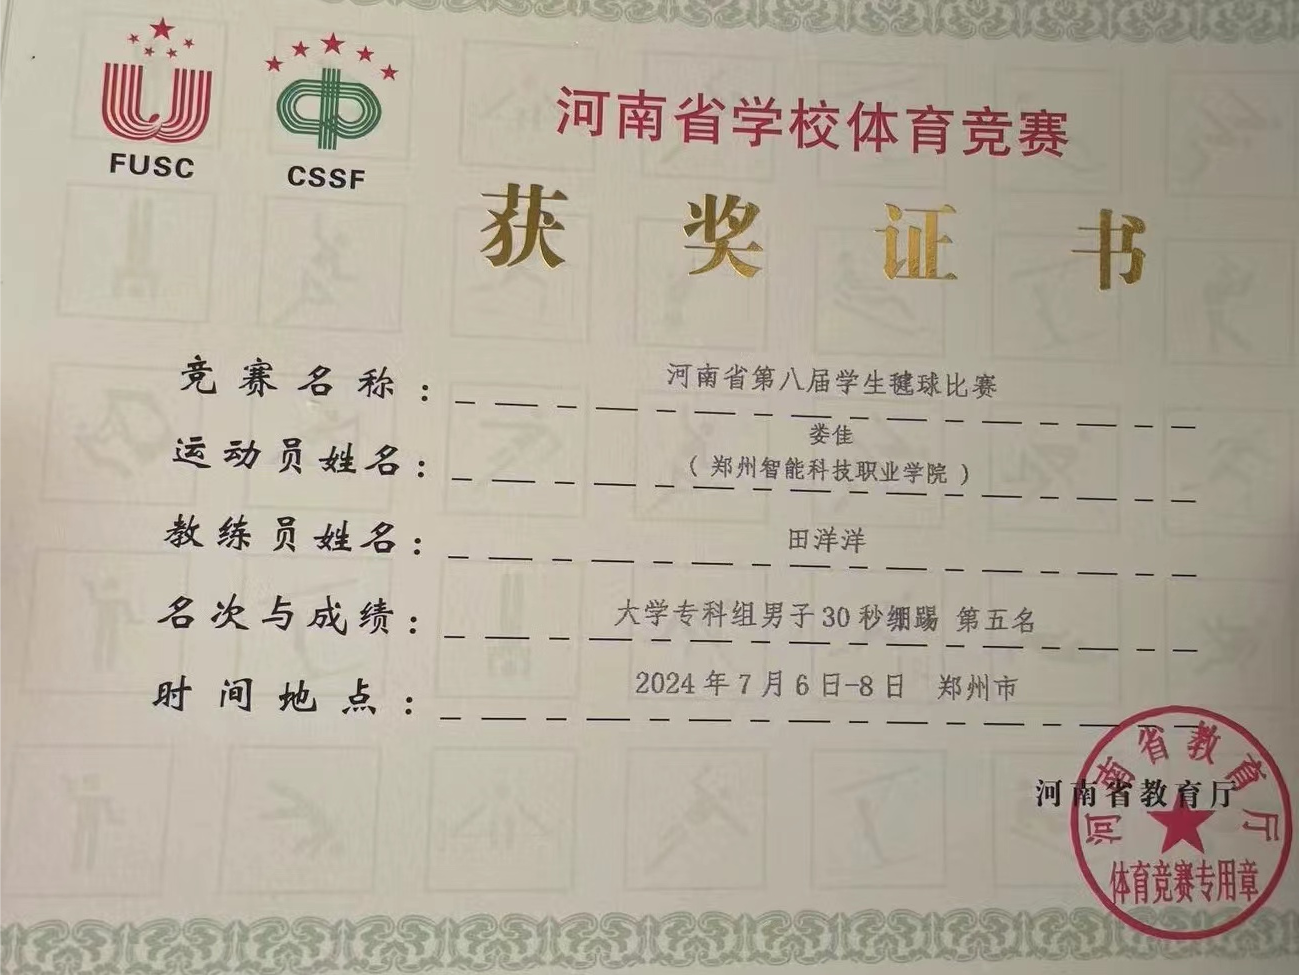 FUSC
CSSF
河南省学校体育竞赛
获奖证书
竞赛名称：河南省第八届学生毽球比赛
运动员姓名：娄佳
（郑州智能科技职业学院）
教练员姓名：田洋洋
名次与成绩：大学专科组男子30秒绷踢 第五名
时间地点：2024年7月6日-8日 郑州市
河南省教育厅
河南省教育厅
体育竞赛专用章